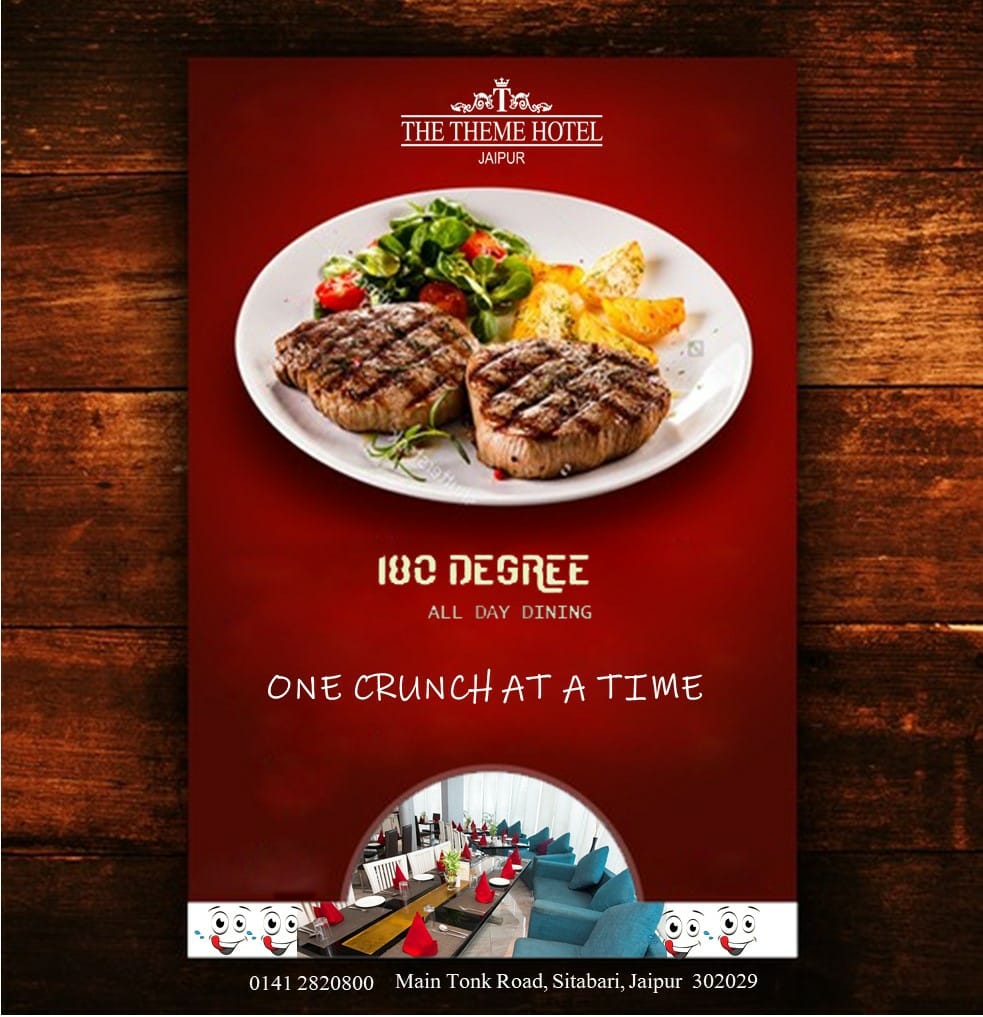 T
THE THEME HOTEL
JAIPUR
180 DEGREE
ALL DAY DINING
ONE CRUNCH AT A TIME
0141 2820800 Main Tonk Road, Sitabari, Jaipur 302029